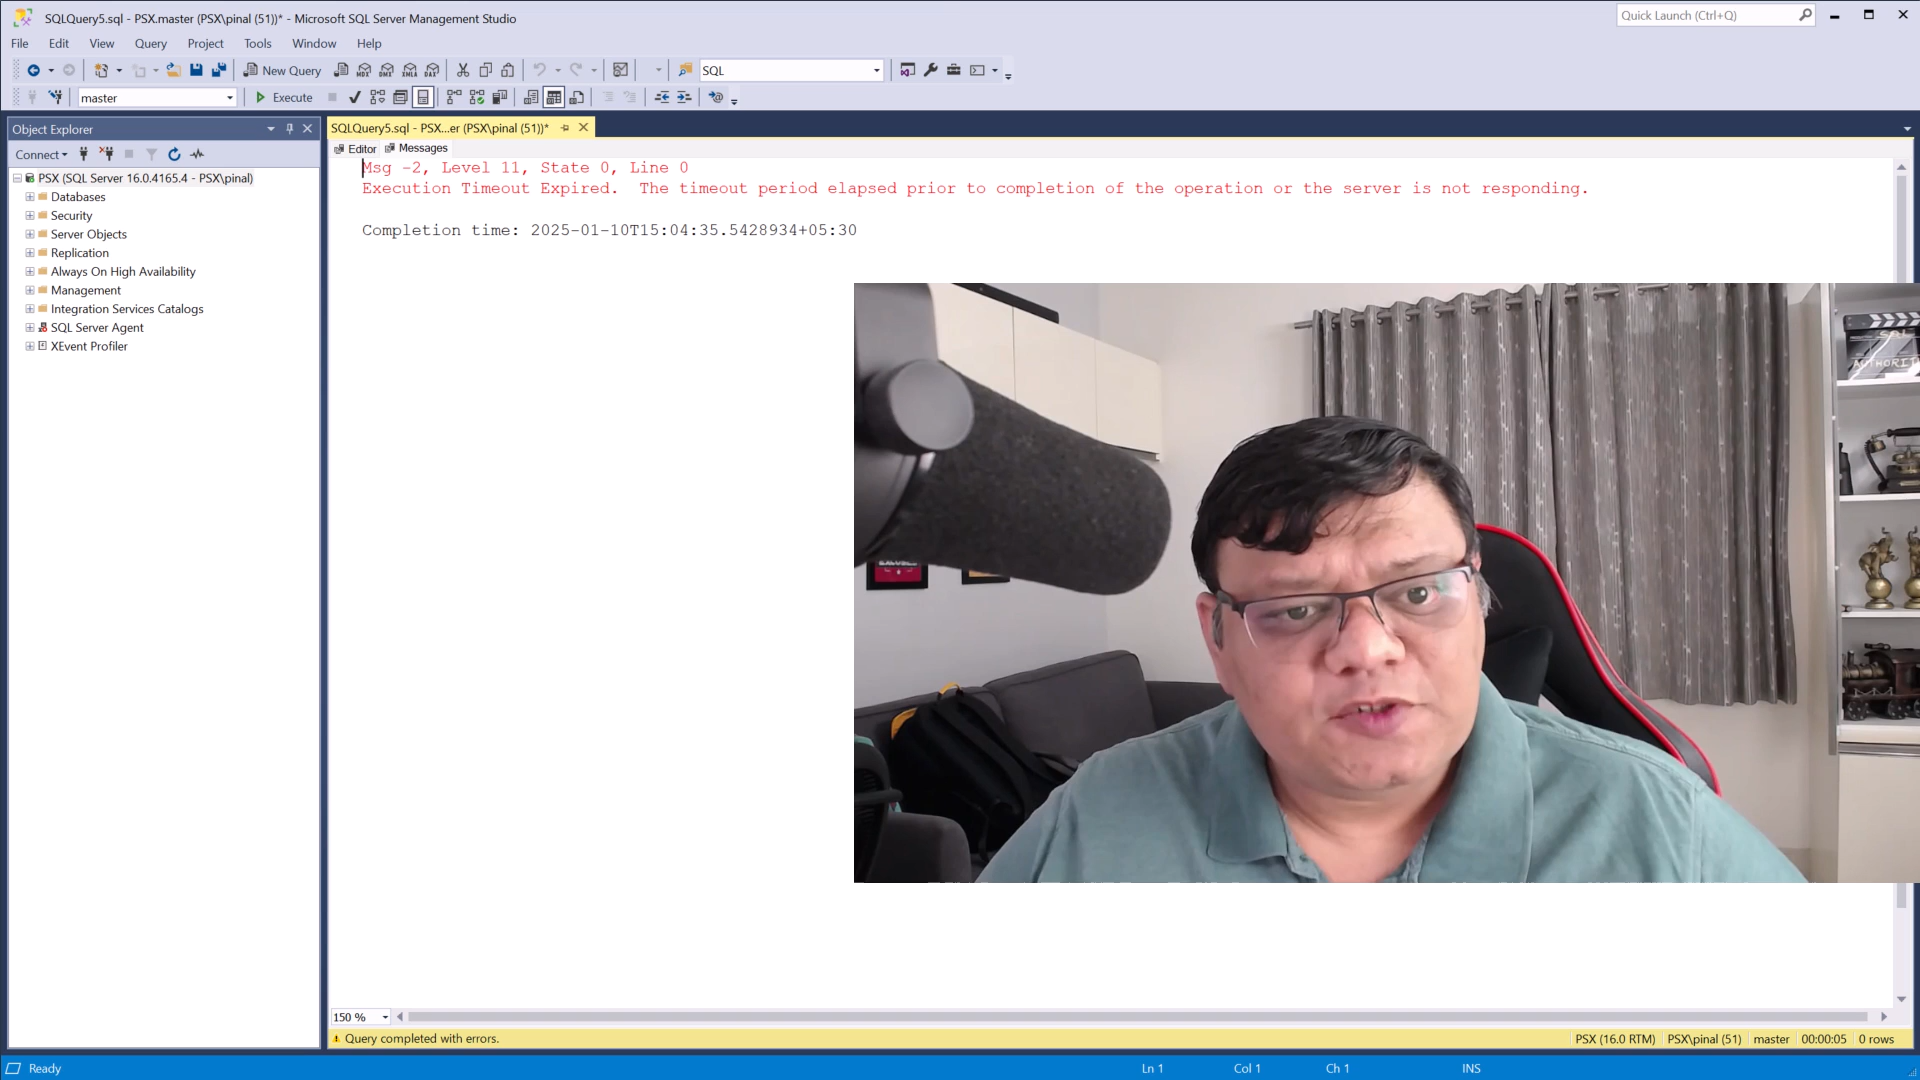 SQLQuery5.sql - PSX.master (PSX\pinal (51))* - Microsoft SQL Server Management Studio
Quick Launch (Ctrl+Q)
File Edit View Query Project Tools Window Help
New Query
MDX DMX XMLA DAX
SQL
master
Execute
Object Explorer
SQLQuery5.sql - PSX...er (PSX\pinal (51))*
Connect
Editor
Messages
PSX (SQL Server 16.0.4165.4 - PSX\pinal)
Databases
Security
Server Objects
Replication
Always On High Availability
Management
Integration Services Catalogs
SQL Server Agent
XEvent Profiler
Msg -2, Level 11, State 0, Line 0
Execution Timeout Expired.  The timeout period elapsed prior to completion of the operation or the server is not responding.
Completion time: 2025-01-10T15:04:35.5428934+05:30
SQL
AUTHORIT
150 %
Query completed with errors.
PSX (16.0 RTM)
PSX\pinal (51)
master
00:00:05
0 rows
Ready
Ln 1
Col 1
Ch 1
INS